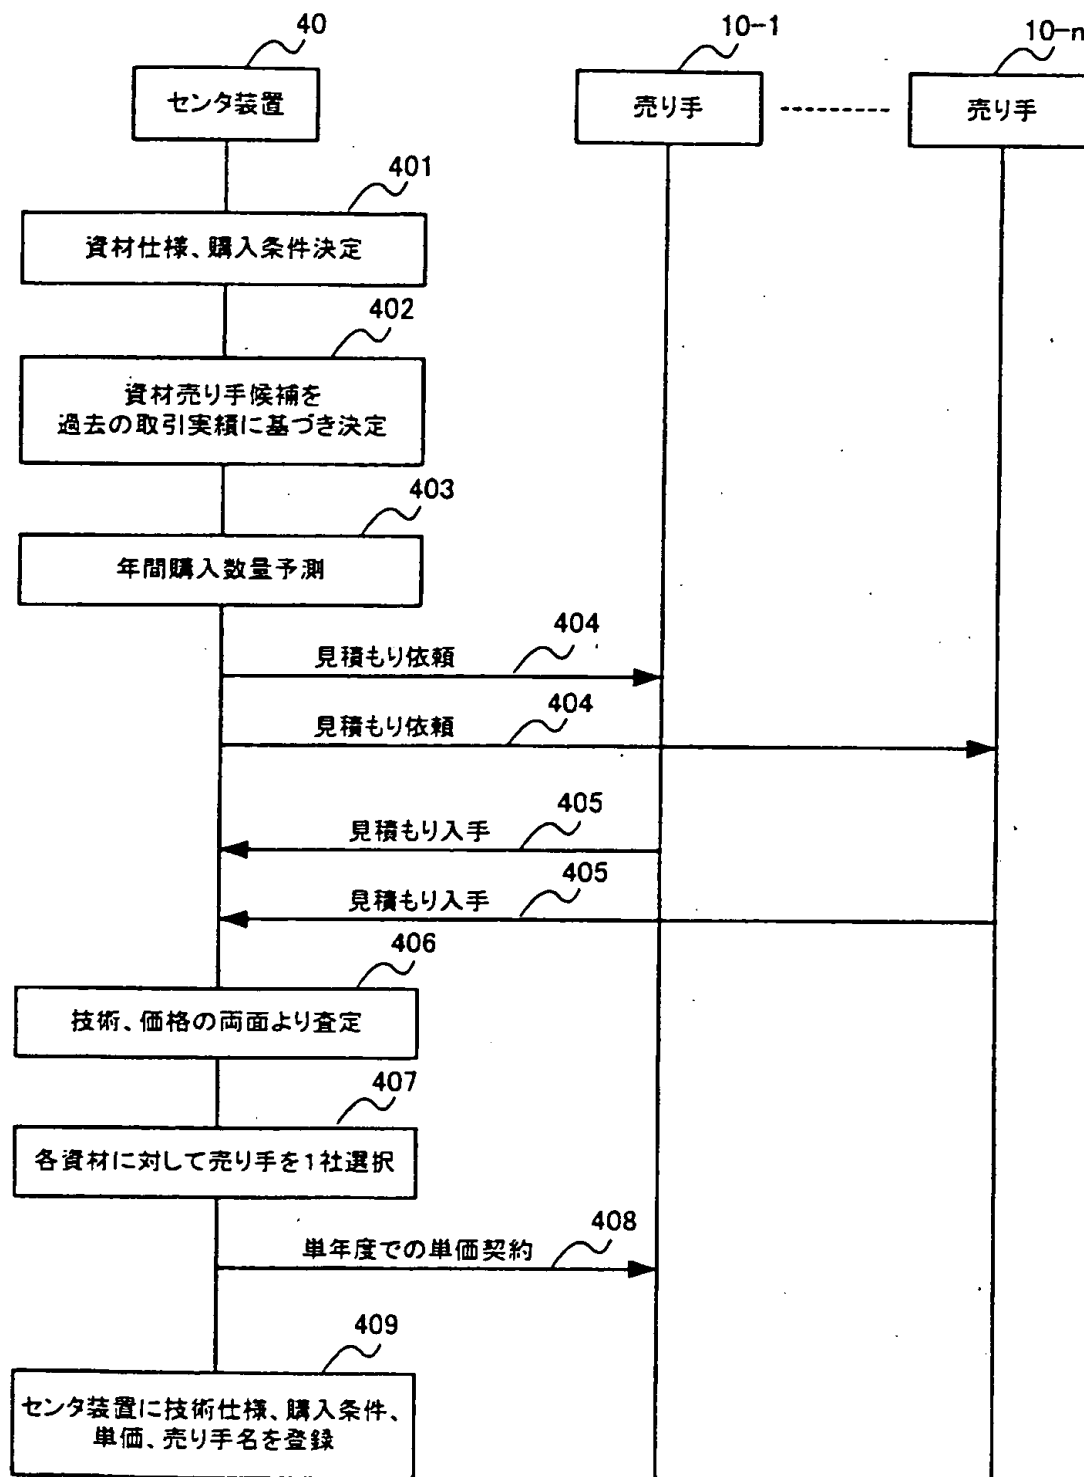 40
10-1
10-n
センタ装置
売り手
売り手
401
資材仕様、購入条件決定
402
資材売り手候補を
過去の取引実績に基づき決定
403
年間購入数量予測
見積もり依頼
404
見積もり依頼
404
見積もり入手
405
見積もり入手
405
406
技術、価格の両面より査定
407
各資材に対して売り手を1社選択
単年度での単価契約
408
409
センタ装置に技術仕様、購入条件、
単価、売り手名を登録